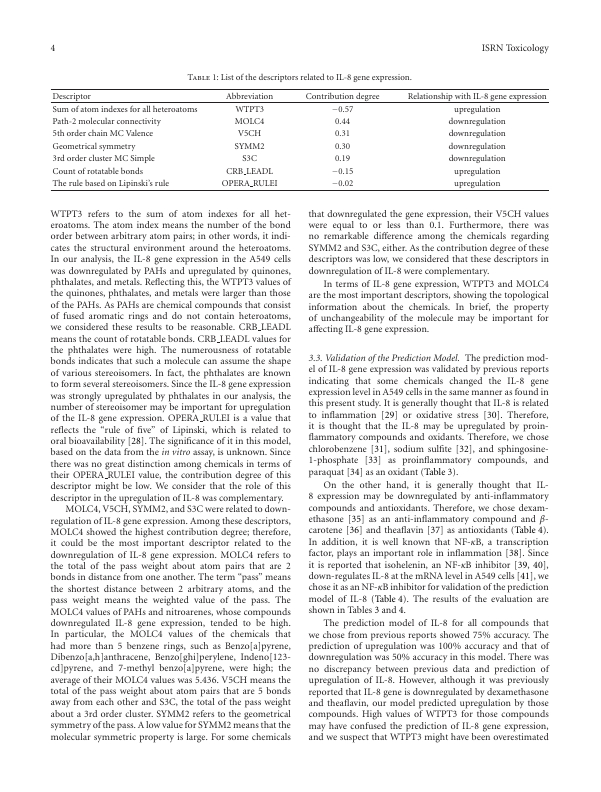 4
ISRN Toxicology
Table 1: List of the descriptors related to IL-8 gene expression.
Descriptor Abbreviation Contribution degree Relationship with IL-8 gene expression
Sum of atom indexes for all heteroatoms WTPT3 −0.57 upregulation
Path-2 molecular connectivity MOLC4 0.44 downregulation
5th order chain MC Valence V5CH 0.31 downregulation
Geometrical symmetry SYMM2 0.30 downregulation
3rd order cluster MC Simple S3C 0.19 downregulation
Count of rotatable bonds CRB_LEADL −0.15 upregulation
The rule based on Lipinski's rule OPERA_RULEI −0.02 upregulation
WTPT3 refers to the sum of atom indexes for all het-
eroatoms. The atom index means the number of the bond
order between arbitrary atom pairs; in other words, it indi-
cates the structural environment around the heteroatoms.
In our analysis, the IL-8 gene expression in the A549 cells
was downregulated by PAHs and upregulated by quinones,
phthalates, and metals. Reflecting this, the WTPT3 values of
the quinones, phthalates, and metals were larger than those
of the PAHs. As PAHs are chemical compounds that consist
of fused aromatic rings and do not contain heteroatoms,
we considered these results to be reasonable. CRB_LEADL
means the count of rotatable bonds. CRB_LEADL values for
the phthalates were high. The numerousness of rotatable
bonds indicates that such a molecule can assume the shape
of various stereoisomers. In fact, the phthalates are known
to form several stereoisomers. Since the IL-8 gene expression
was strongly upregulated by phthalates in our analysis, the
number of stereoisomer may be important for upregulation
of the IL-8 gene expression. OPERA_RULEI is a value that
reflects the "rule of five" of Lipinski, which is related to
oral bioavailability [28]. The significance of it in this model,
based on the data from the in vitro assay, is unknown. Since
there was no great distinction among chemicals in terms of
their OPERA_RULEI value, the contribution degree of this
descriptor might be low. We consider that the role of this
descriptor in the upregulation of IL-8 was complementary.
MOLC4, V5CH, SYMM2, and S3C were related to down-
regulation of IL-8 gene expression. Among these descriptors,
MOLC4 showed the highest contribution degree; therefore,
it could be the most important descriptor related to the
downregulation of IL-8 gene expression. MOLC4 refers to
the total of the pass weight about atom pairs that are 2
bonds in distance from one another. The term "pass" means
the shortest distance between 2 arbitrary atoms, and the
pass weight means the weighted value of the pass. The
MOLC4 values of PAHs and nitroarenes, whose compounds
downregulated IL-8 gene expression, tended to be high.
In particular, the MOLC4 values of the chemicals that
had more than 5 benzene rings, such as Benzo[a]pyrene,
Dibenzo[a,h]anthracene, Benzo[ghi]perylene, Indeno[123-
cd]pyrene, and 7-methyl benzo[a]pyrene, were high; the
average of their MOLC4 values was 5.436. V5CH means the
total of the pass weight about atom pairs that are 5 bonds
away from each other and S3C, the total of the pass weight
about a 3rd order cluster. SYMM2 refers to the geometrical
symmetry of the pass. A low value for SYMM2 means that the
molecular symmetric property is large. For some chemicals
that downregulated the gene expression, their V5CH values
were equal to or less than 0.1. Furthermore, there was
no remarkable difference among the chemicals regarding
SYMM2 and S3C, either. As the contribution degree of these
descriptors was low, we considered that these descriptors in
downregulation of IL-8 were complementary.
In terms of IL-8 gene expression, WTPT3 and MOLC4
are the most important descriptors, showing the topological
information about the chemicals. In brief, the property
of unchangeability of the molecule may be important for
affecting IL-8 gene expression.
3.3. Validation of the Prediction Model. The prediction mod-
el of IL-8 gene expression was validated by previous reports
indicating that some chemicals changed the IL-8 gene
expression level in A549 cells in the same manner as found in
this present study. It is generally thought that IL-8 is related
to inflammation [29] or oxidative stress [30]. Therefore,
it is thought that the IL-8 may be upregulated by proin-
flammatory compounds and oxidants. Therefore, we chose
chlorobenzene [31], sodium sulfite [32], and sphingosine-
1-phosphate [33] as proinflammatory compounds, and
paraquat [34] as an oxidant (Table 3).
On the other hand, it is generally thought that IL-
8 expression may be downregulated by anti-inflammatory
compounds and antioxidants. Therefore, we chose dexam-
ethasone [35] as an anti-inflammatory compound and β-
carotene [36] and theaflavin [37] as antioxidants (Table 4).
In addition, it is well known that NF-κB, a transcription
factor, plays an important role in inflammation [38]. Since
it is reported that isohelenin, an NF-κB inhibitor [39, 40],
down-regulates IL-8 at the mRNA level in A549 cells [41], we
chose it as an NF-κB inhibitor for validation of the prediction
model of IL-8 (Table 4). The results of the evaluation are
shown in Tables 3 and 4.
The prediction model of IL-8 for all compounds that
we chose from previous reports showed 75% accuracy. The
prediction of upregulation was 100% accuracy and that of
downregulation was 50% accuracy in this model. There was
no discrepancy between previous data and prediction of
upregulation of IL-8. However, although it was previously
reported that IL-8 gene is downregulated by dexamethasone
and theaflavin, our model predicted upregulation by those
compounds. High values of WTPT3 for those compounds
may have confused the prediction of IL-8 gene expression,
and we suspect that WTPT3 might have been overestimated